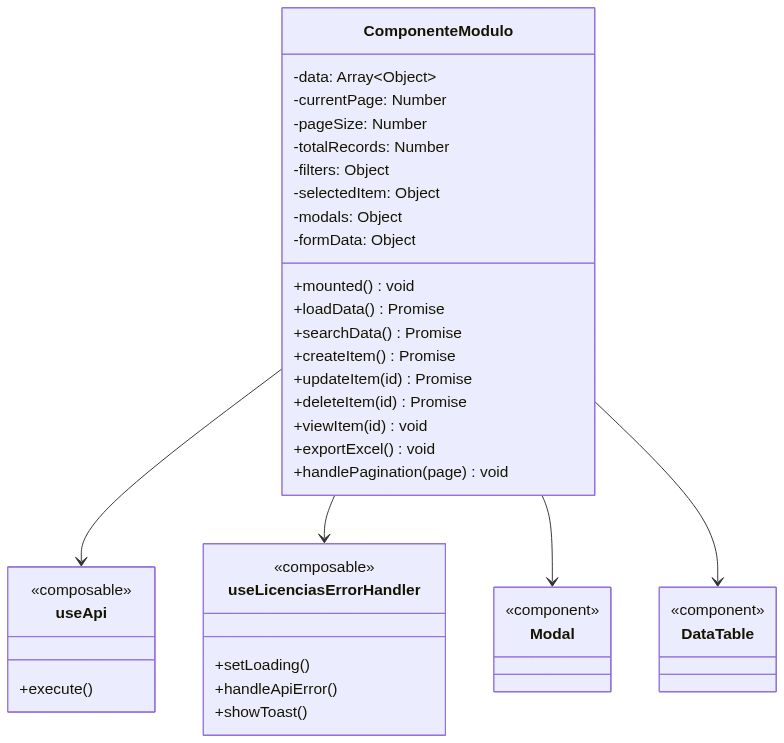 ComponenteModulo
-data: Array<Object>
-currentPage: Number
-pageSize: Number
-totalRecords: Number
-filters: Object
-selectedItem: Object
-modals: Object
-formData: Object
+mounted() : void
+loadData() : Promise
+searchData() : Promise
+createItem() : Promise
+updateItem(id) : Promise
+deleteItem(id) : Promise
+viewItem(id) : void
+exportExcel() : void
+handlePagination(page) : void
«composable»
useApi
+execute()
«composable»
useLicenciasErrorHandler
+setLoading()
+handleApiError()
+showToast()
«component»
Modal
«component»
DataTable